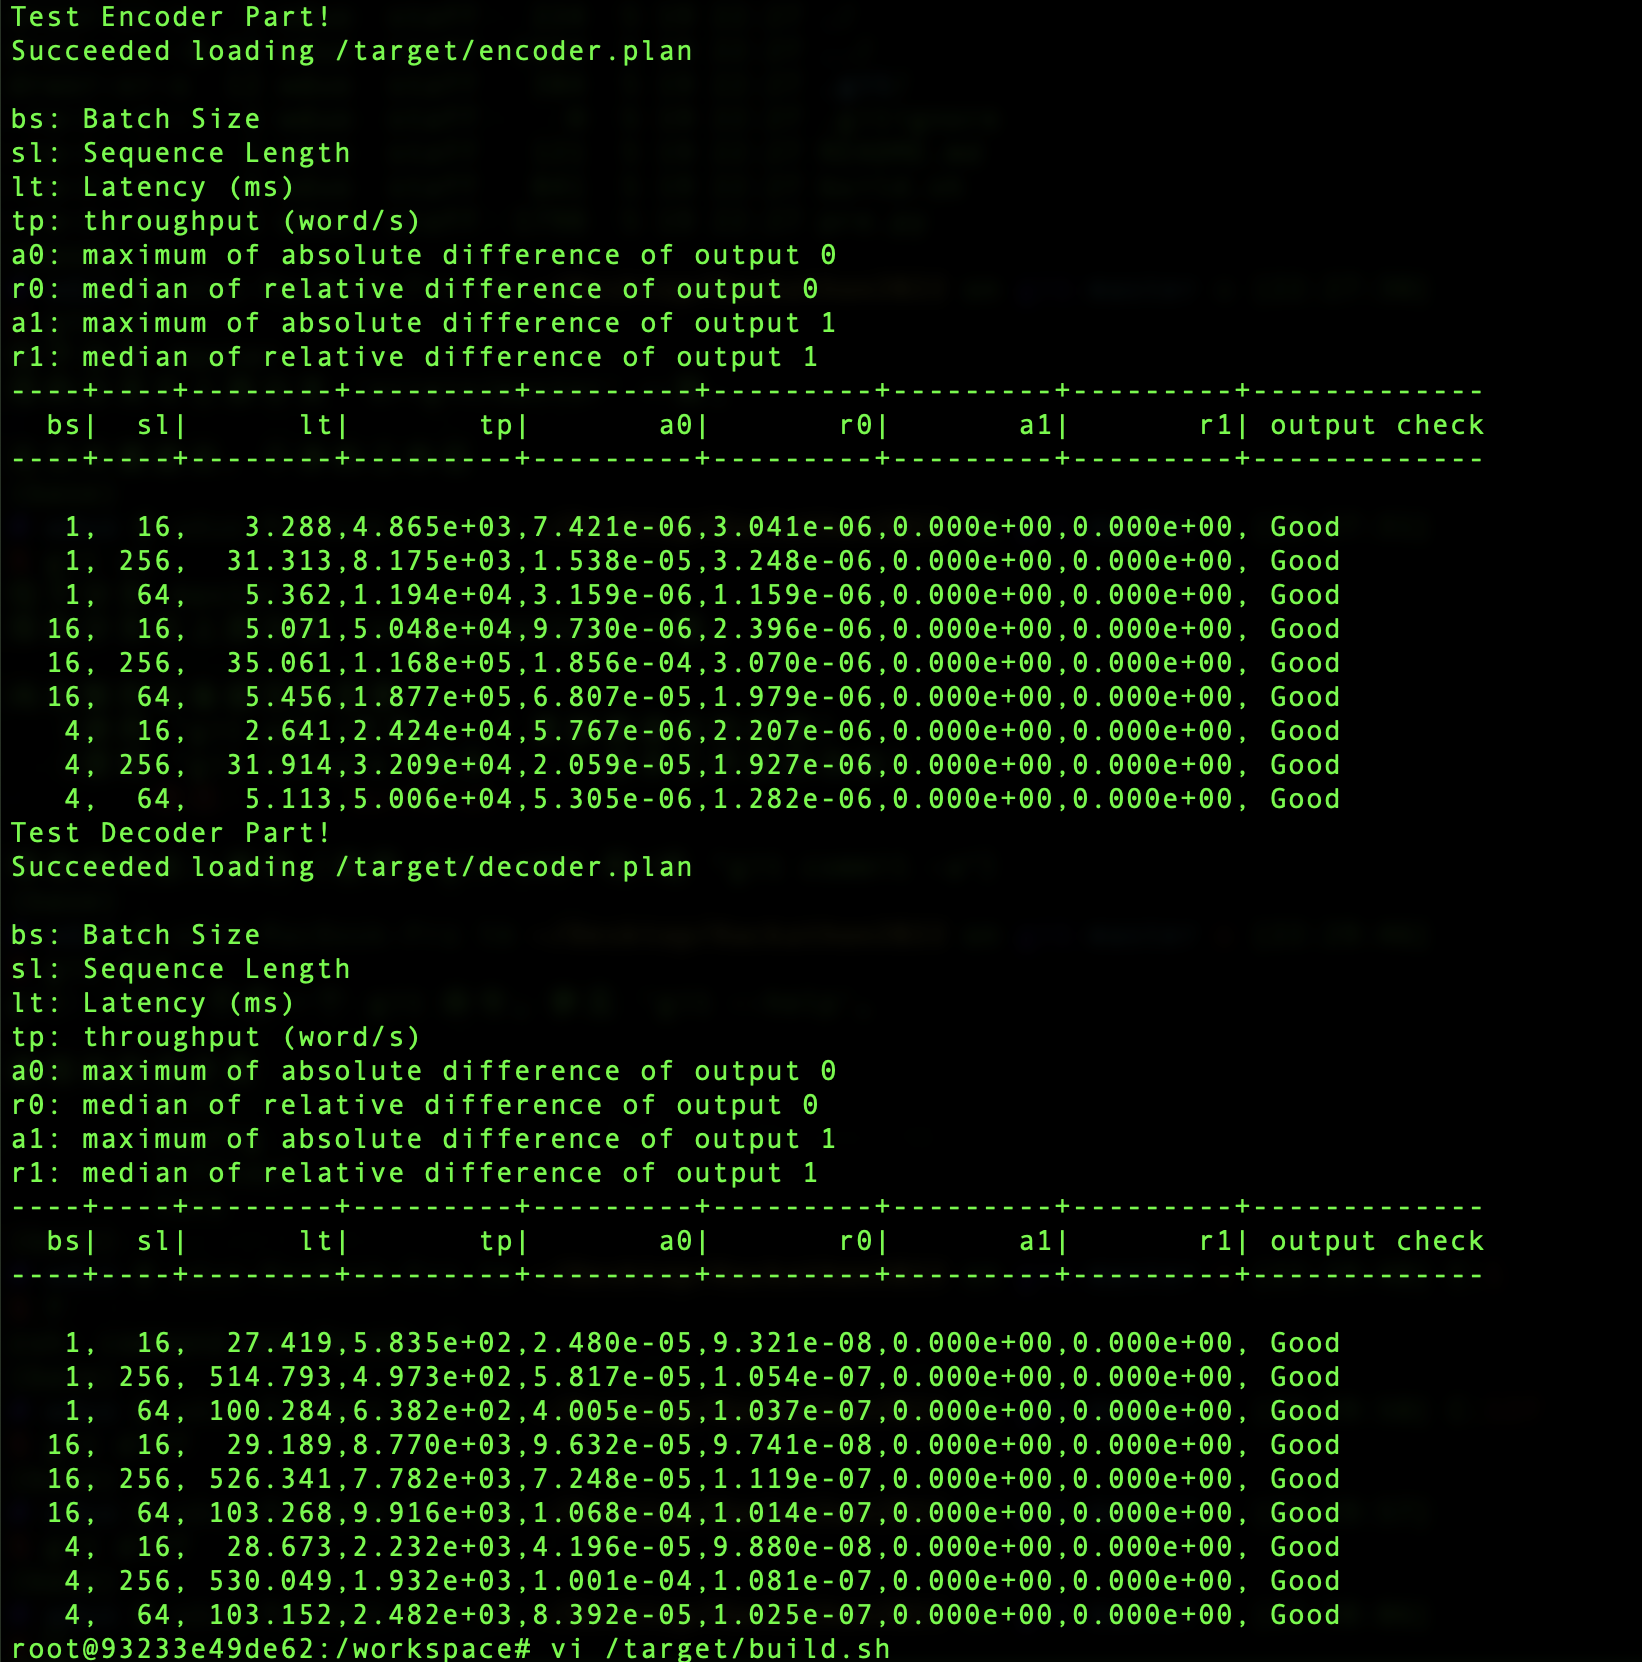 Test Encoder Part!
Succeeded loading /target/encoder.plan
bs: Batch Size
sl: Sequence Length
lt: Latency (ms)
tp: throughput (word/s)
a0: maximum of absolute difference of output 0
r0: median of relative difference of output 0
a1: maximum of absolute difference of output 1
r1: median of relative difference of output 1
----+----+--------+---------+---------+---------+---------+---------+-------------
  bs|  sl|      lt|       tp|       a0|       r0|       a1|       r1| output check
----+----+--------+---------+---------+---------+---------+---------+-------------
   1,  16,   3.288,4.865e+03,7.421e-06,3.041e-06,0.000e+00,0.000e+00, Good
   1, 256,  31.313,8.175e+03,1.538e-05,3.248e-06,0.000e+00,0.000e+00, Good
   1,  64,   5.362,1.194e+04,3.159e-06,1.159e-06,0.000e+00,0.000e+00, Good
  16,  16,   5.071,5.048e+04,9.730e-06,2.396e-06,0.000e+00,0.000e+00, Good
  16, 256,  35.061,1.168e+05,1.856e-04,3.070e-06,0.000e+00,0.000e+00, Good
  16,  64,   5.456,1.877e+05,6.807e-05,1.979e-06,0.000e+00,0.000e+00, Good
   4,  16,   2.641,2.424e+04,5.767e-06,2.207e-06,0.000e+00,0.000e+00, Good
   4, 256,  31.914,3.209e+04,2.059e-05,1.927e-06,0.000e+00,0.000e+00, Good
   4,  64,   5.113,5.006e+04,5.305e-06,1.282e-06,0.000e+00,0.000e+00, Good
Test Decoder Part!
Succeeded loading /target/decoder.plan
bs: Batch Size
sl: Sequence Length
lt: Latency (ms)
tp: throughput (word/s)
a0: maximum of absolute difference of output 0
r0: median of relative difference of output 0
a1: maximum of absolute difference of output 1
r1: median of relative difference of output 1
----+----+--------+---------+---------+---------+---------+---------+-------------
  bs|  sl|      lt|       tp|       a0|       r0|       a1|       r1| output check
----+----+--------+---------+---------+---------+---------+---------+-------------
   1,  16,  27.419,5.835e+02,2.480e-05,9.321e-08,0.000e+00,0.000e+00, Good
   1, 256, 514.793,4.973e+02,5.817e-05,1.054e-07,0.000e+00,0.000e+00, Good
   1,  64, 100.284,6.382e+02,4.005e-05,1.037e-07,0.000e+00,0.000e+00, Good
  16,  16,  29.189,8.770e+03,9.632e-05,9.741e-08,0.000e+00,0.000e+00, Good
  16, 256, 526.341,7.782e+03,7.248e-05,1.119e-07,0.000e+00,0.000e+00, Good
  16,  64, 103.268,9.916e+03,1.068e-04,1.014e-07,0.000e+00,0.000e+00, Good
   4,  16,  28.673,2.232e+03,4.196e-05,9.880e-08,0.000e+00,0.000e+00, Good
   4, 256, 530.049,1.932e+03,1.001e-04,1.081e-07,0.000e+00,0.000e+00, Good
   4,  64, 103.152,2.482e+03,8.392e-05,1.025e-07,0.000e+00,0.000e+00, Good
root@93233e49de62:/workspace# vi /target/build.sh